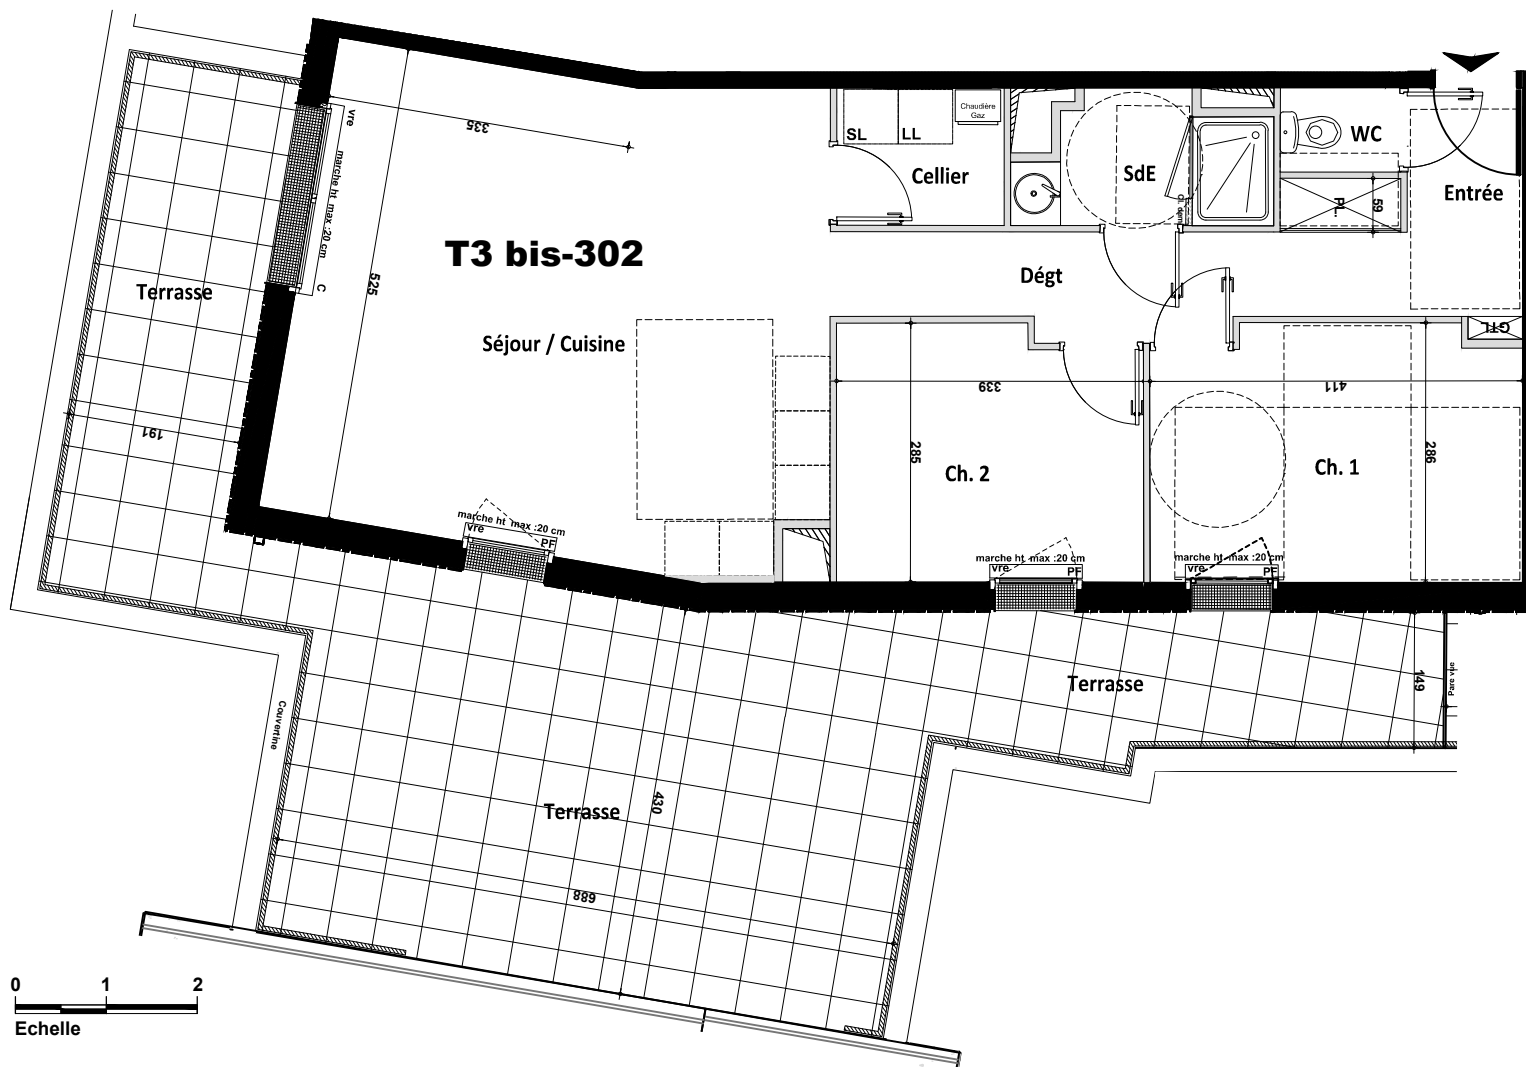 335
vre
marche ht max :20 cm
C
SL
LL
Chaudière
Gaz
Cellier
SdE
WC
PL.
59
Entrée
T3 bis-302
525
Terrasse
Dégt
Séjour / Cuisine
GTL
191
339
411
285
286
Ch. 2
Ch. 1
marche ht max :20 cm
vre
PF
marche ht max :20 cm
vre
PF
marche ht max :20 cm
vre
PF
Terrasse
149
Pare vue
Couvertine
Terrasse
430
688
0 1 2
Echelle